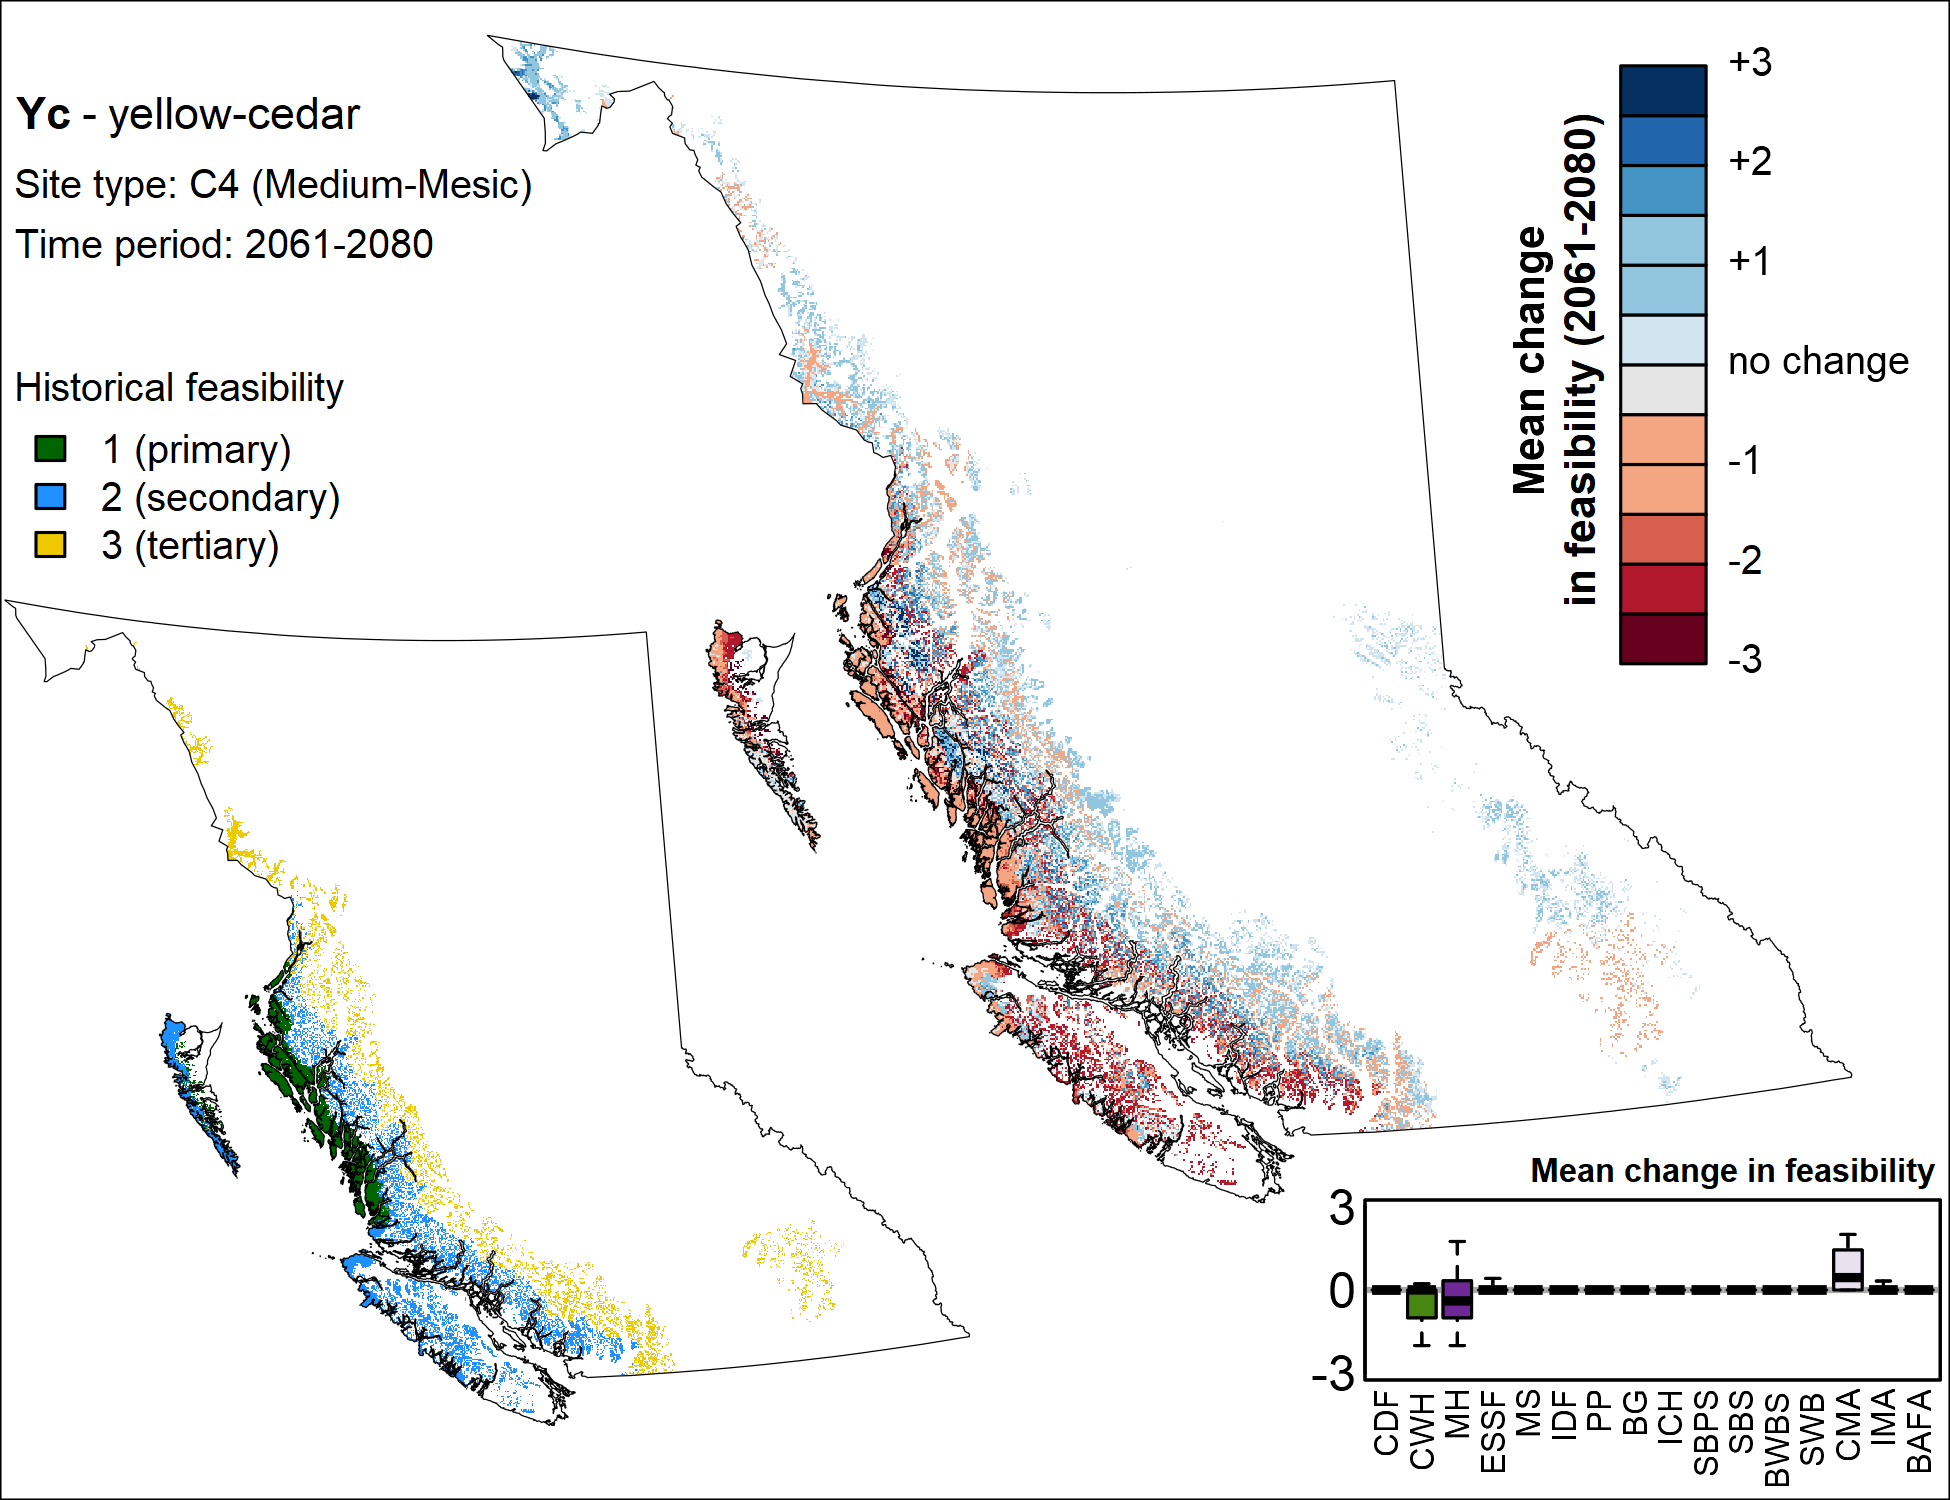 Yc - yellow-cedar
Site type: C4 (Medium-Mesic)
Time period: 2061-2080
Historical feasibility
1 (primary)
2 (secondary)
3 (tertiary)
Mean change
in feasibility (2061-2080)
+3
+2
+1
no change
-1
-2
-3
Mean change in feasibility
3
0
-3
CDF
CWH
MH
ESSF
MS
IDF
PP
BG
ICH
SBPS
SBS
BWBS
SWB
CMA
IMA
BAFA